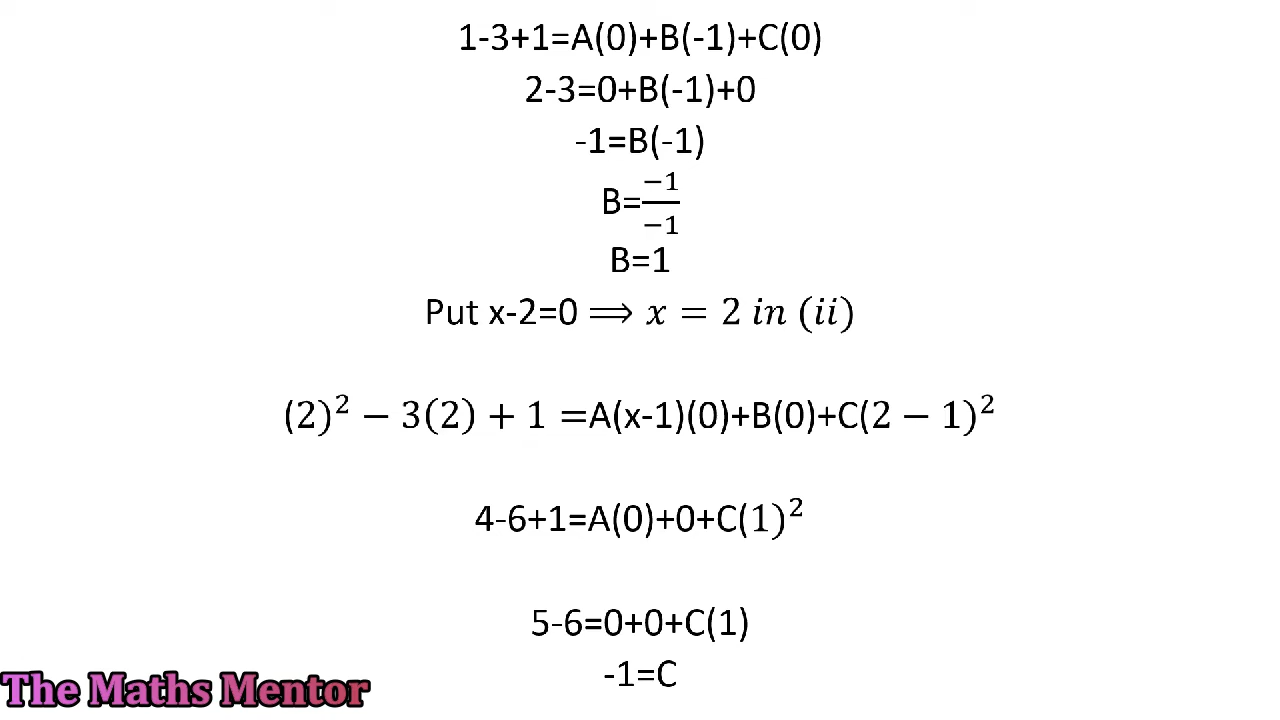 1-3+1=A(0)+B(-1)+C(0)
2-3=0+B(-1)+0
-1=B(-1)
B=\frac{-1}{-1}
B=1
Put x-2=0 ⟹ x = 2 in (ii)
(2)² − 3(2) + 1 =A(x-1)(0)+B(0)+C(2 − 1)²
4-6+1=A(0)+0+C(1)²
5-6=0+0+C(1)
-1=C
The Maths Mentor